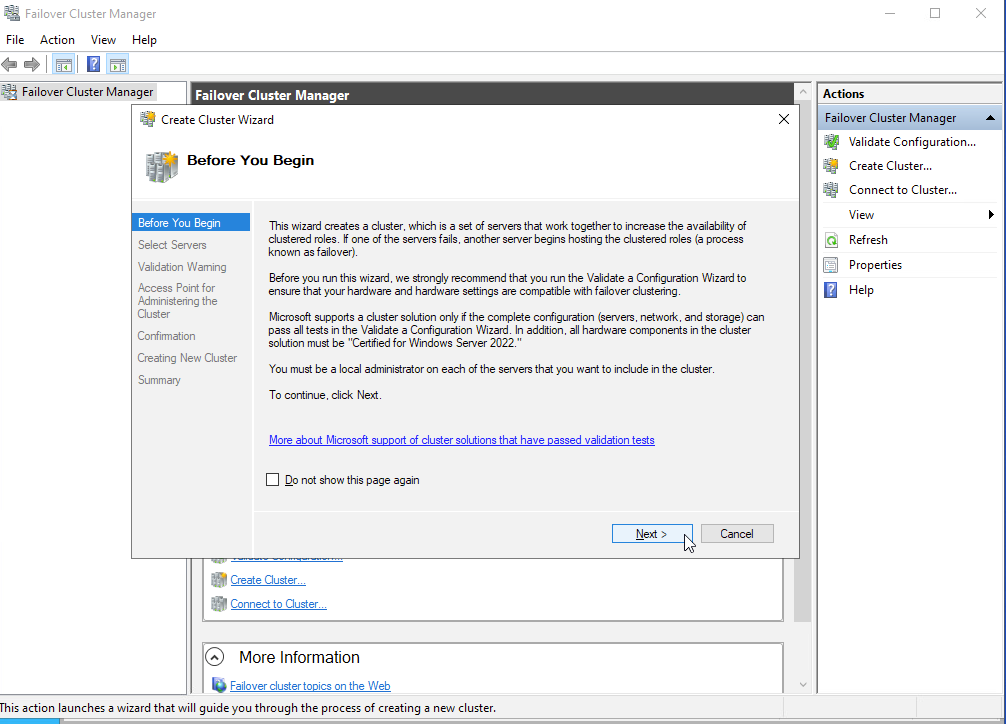 Failover Cluster Manager
File Action View Help
Failover Cluster Manager
Failover Cluster Manager
Create Cluster Wizard
Before You Begin
Before You Begin
Select Servers
Validation Warning
Access Point for
Administering the
Cluster
Confirmation
Creating New Cluster
Summary
This wizard creates a cluster, which is a set of servers that work together to increase the availability of
clustered roles. If one of the servers fails, another server begins hosting the clustered roles (a process
known as failover).
Before you run this wizard, we strongly recommend that you run the Validate a Configuration Wizard to
ensure that your hardware and hardware settings are compatible with failover clustering.
Microsoft supports a cluster solution only if the complete configuration (servers, network, and storage) can
pass all tests in the Validate a Configuration Wizard. In addition, all hardware components in the cluster
solution must be "Certified for Windows Server 2022."
You must be a local administrator on each of the servers that you want to include in the cluster.
To continue, click Next.
More about Microsoft support of cluster solutions that have passed validation tests
Do not show this page again
Next >
Cancel
Validate Configuration...
Create Cluster...
Connect to Cluster...
More Information
Failover cluster topics on the Web
Actions
Failover Cluster Manager
Validate Configuration...
Create Cluster...
Connect to Cluster...
View
Refresh
Properties
Help
This action launches a wizard that will guide you through the process of creating a new cluster.